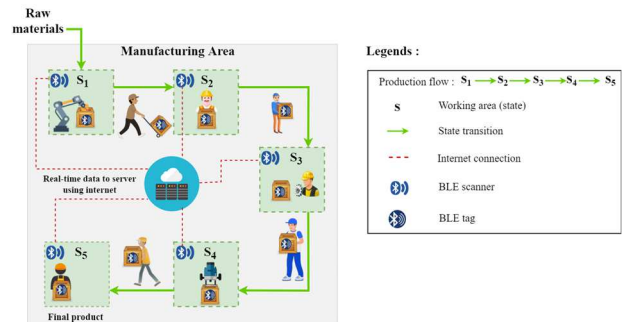 Raw
materials
Manufacturing Area
S1
S2
S3
Real-time data to server
using internet
S5
S4
Final product
Legends :
Production flow : S1 S2 S3 S4 S5
S Working area (state)
State transition
Internet connection
BLE scanner
BLE tag